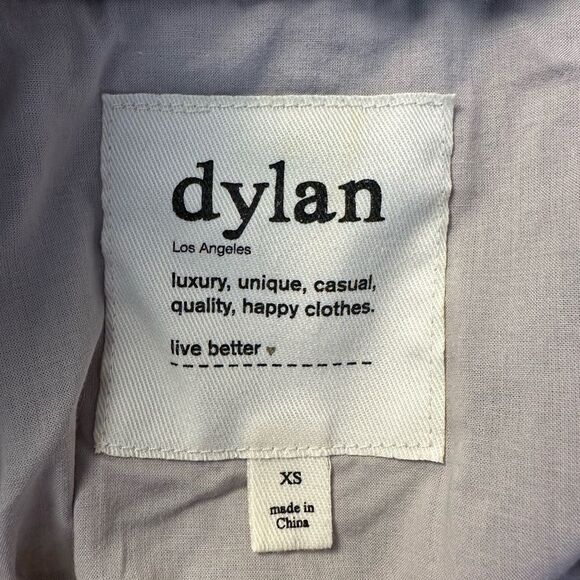 dylan
Los Angeles
luxury, unique, casual,
quality, happy clothes.
live better
XS
made in
China